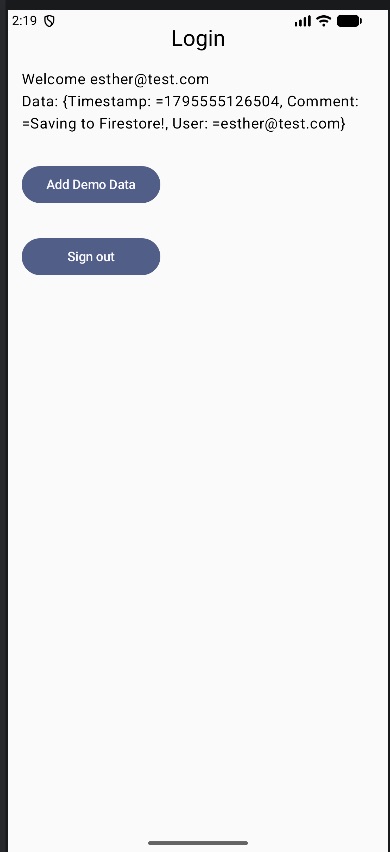 2:19
Login
Welcome esther@test.com
Data: {Timestamp: =1795555126504, Comment:
=Saving to Firestore!, User: =esther@test.com}
Add Demo Data
Sign out